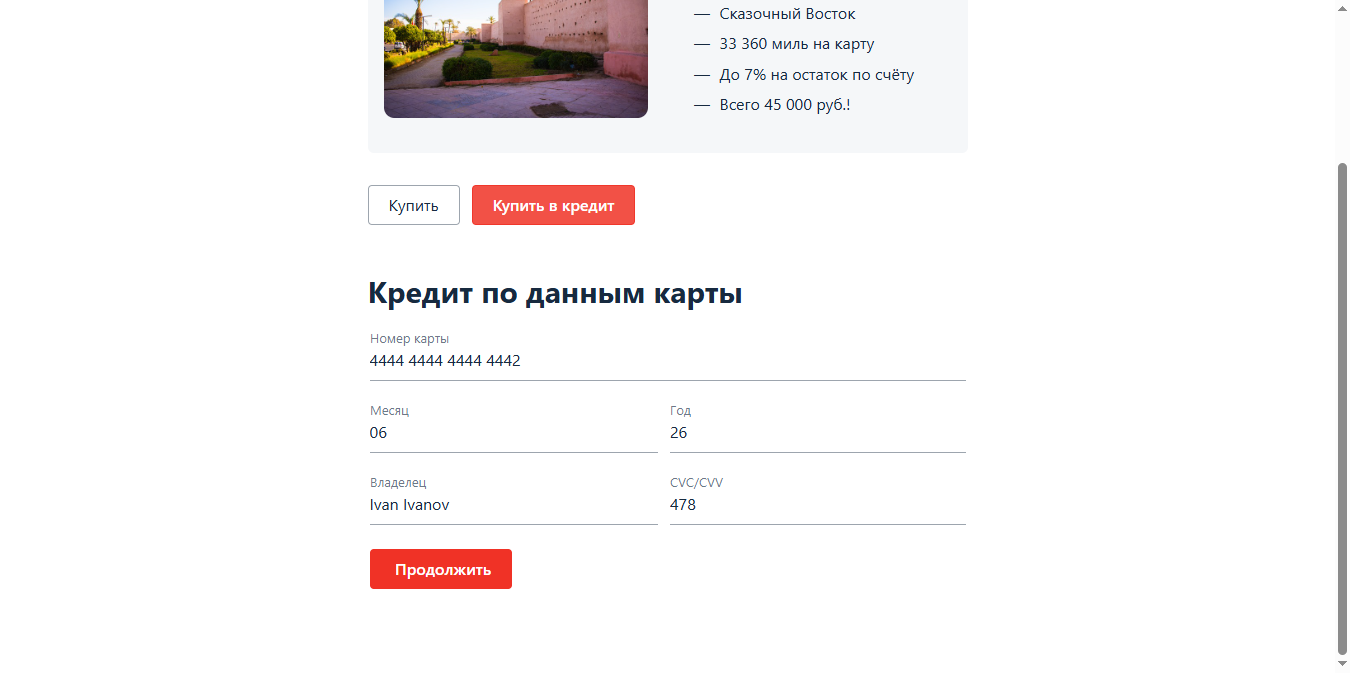 — Сказочный Восток
— 33 360 миль на карту
— До 7% на остаток по счёту
— Всего 45 000 руб.!
Купить Купить в кредит
Кредит по данным карты
Номер карты
4444 4444 4444 4442
Месяц Год
06 26
Владелец CVC/CVV
Ivan Ivanov 478
Продолжить